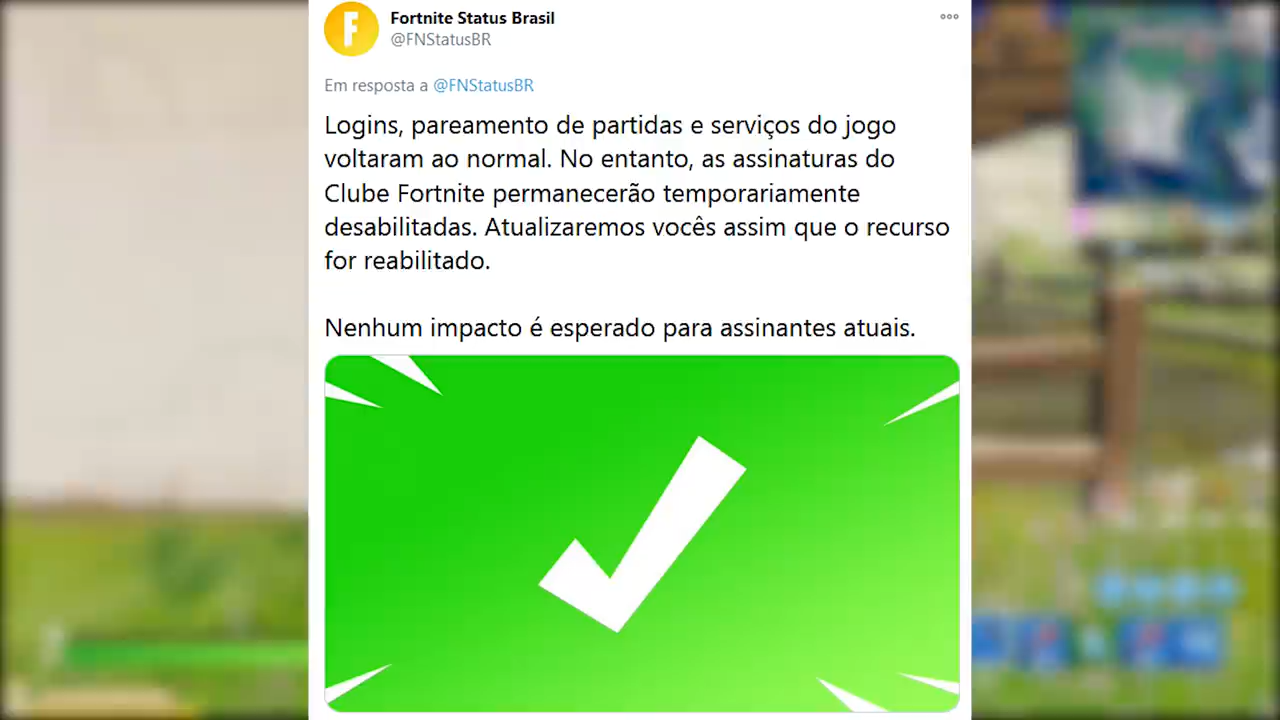 Fortnite Status Brasil
@FNStatusBR
Em resposta a @FNStatusBR
Logins, pareamento de partidas e serviços do jogo
voltaram ao normal. No entanto, as assinaturas do
Clube Fortnite permanecerão temporariamente
desabilitadas. Atualizaremos vocês assim que o recurso
for reabilitado.
Nenhum impacto é esperado para assinantes atuais.